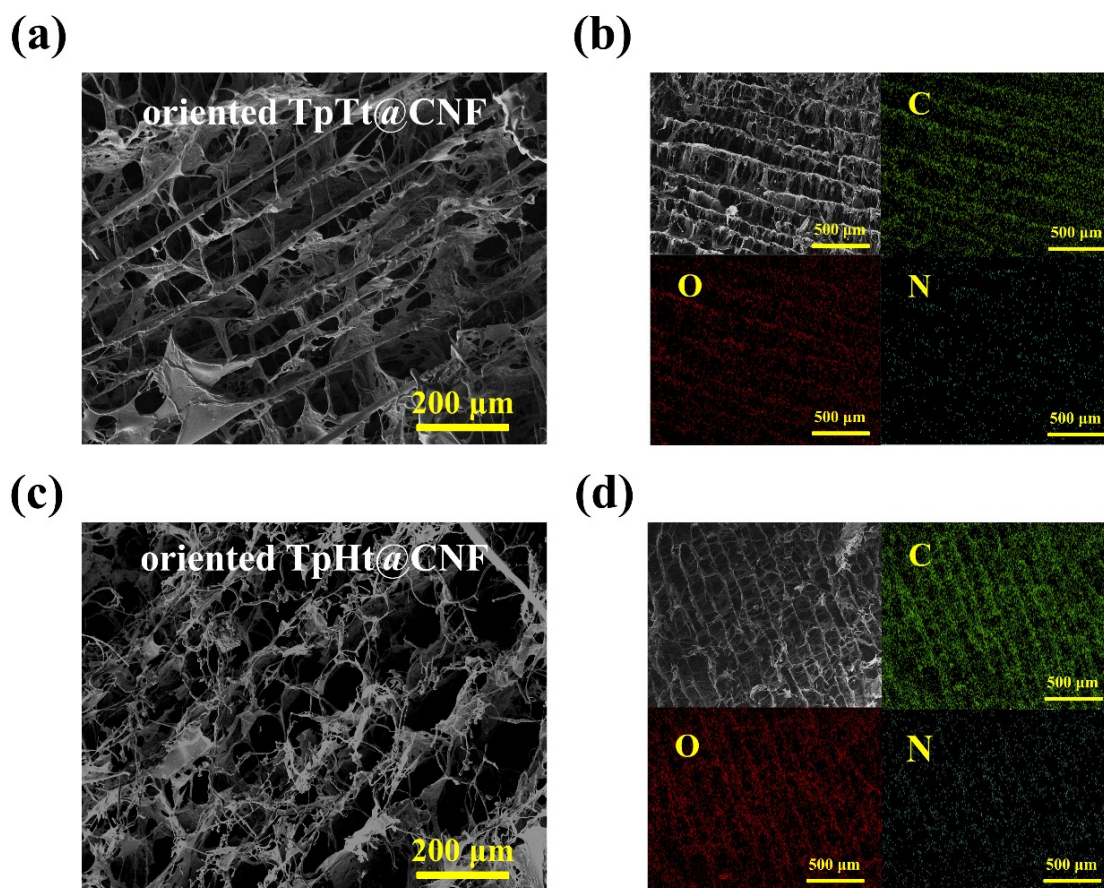 (a)
oriented TpTt@CNF
200 μm
(b)
C
500 μm
500 μm
O
N
500 μm
500 μm
(c)
oriented TpHt@CNF
200 μm
(d)
C
500 μm
O
N
500 μm
500 μm